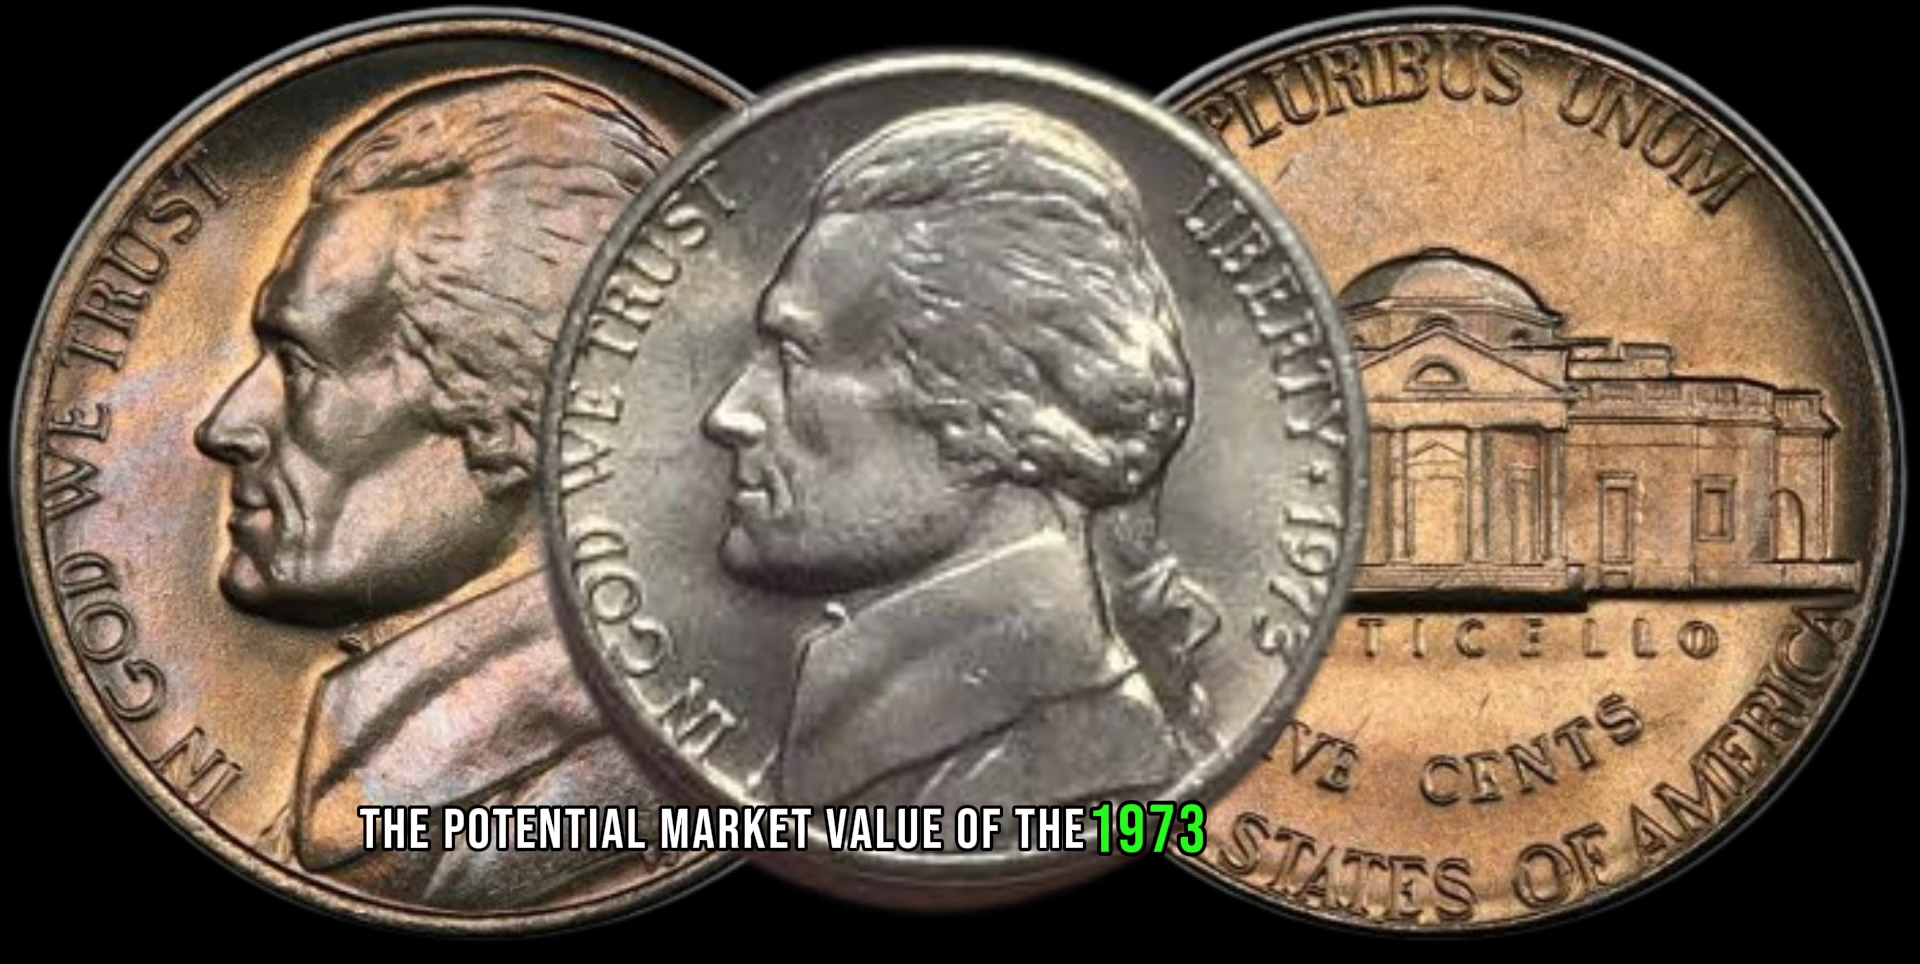 IN GOD WE TRUST
IN GOD WE TRUST
LIBERTY · 1973
PLURIBUS UNUM
TICELLO
CENTS
STATES OF AMERICA
THE POTENTIAL MARKET VALUE OF THE 1973